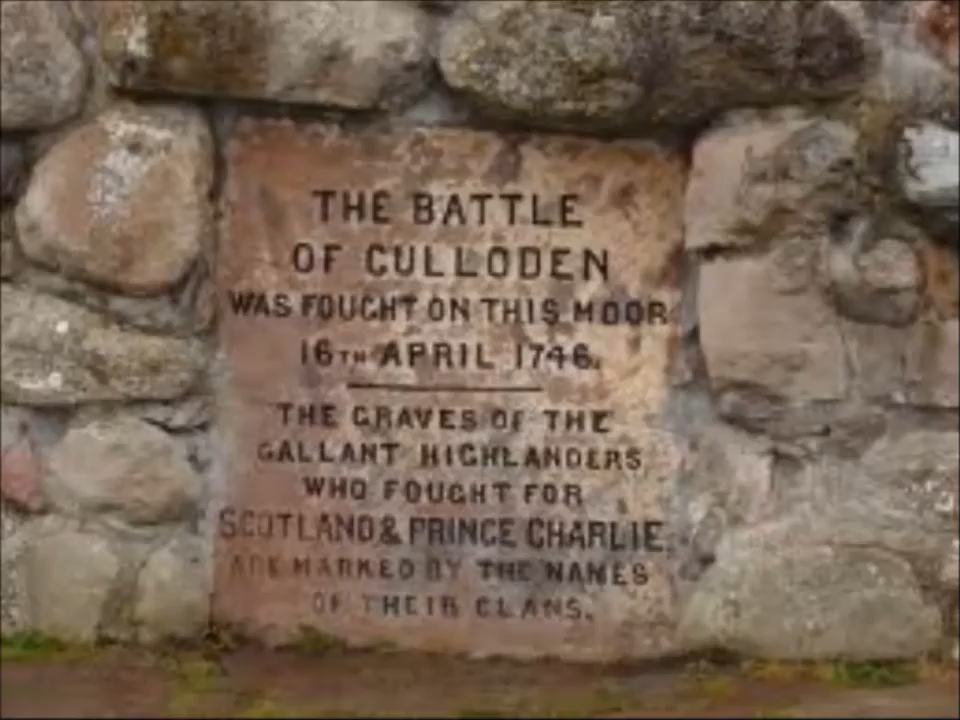 THE BATTLE
OF CULLODEN
WAS FOUGHT ON THIS MOOR
16TH APRIL 1746.
THE GRAVES OF THE
GALLANT HIGHLANDERS
WHO FOUGHT FOR
SCOTLAND & PRINCE CHARLIE
ARE MARKED BY THE NAMES
OF THEIR CLANS.